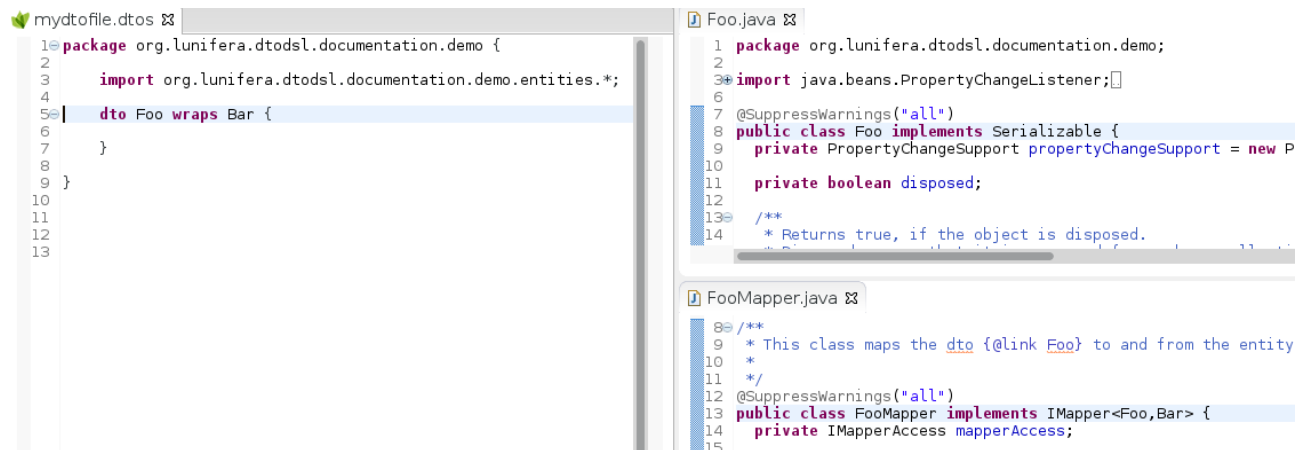 mydtofile.dtos
1 package org.lunifera.dtodsl.documentation.demo {
2
3     import org.lunifera.dtodsl.documentation.demo.entities.*;
4
5     dto Foo wraps Bar {
6
7     }
8
9 }
10
11
12
13
Foo.java
1 package org.lunifera.dtodsl.documentation.demo;
2
3 import java.beans.PropertyChangeListener;
6
7 @SuppressWarnings("all")
8 public class Foo implements Serializable {
9   private PropertyChangeSupport propertyChangeSupport = new P
10
11   private boolean disposed;
12
13   /**
14    * Returns true, if the object is disposed.
FooMapper.java
8 /**
9  * This class maps the dto {@link Foo} to and from the entity
10  *
11  */
12 @SuppressWarnings("all")
13 public class FooMapper implements IMapper<Foo,Bar> {
14   private IMapperAccess mapperAccess;
15